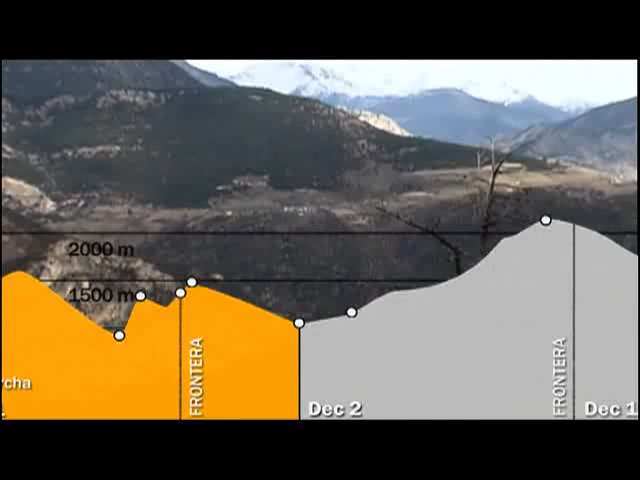 2000 m
1500 m
rcha
FRONTERA
FRONTERA
Dec 2
Dec 1